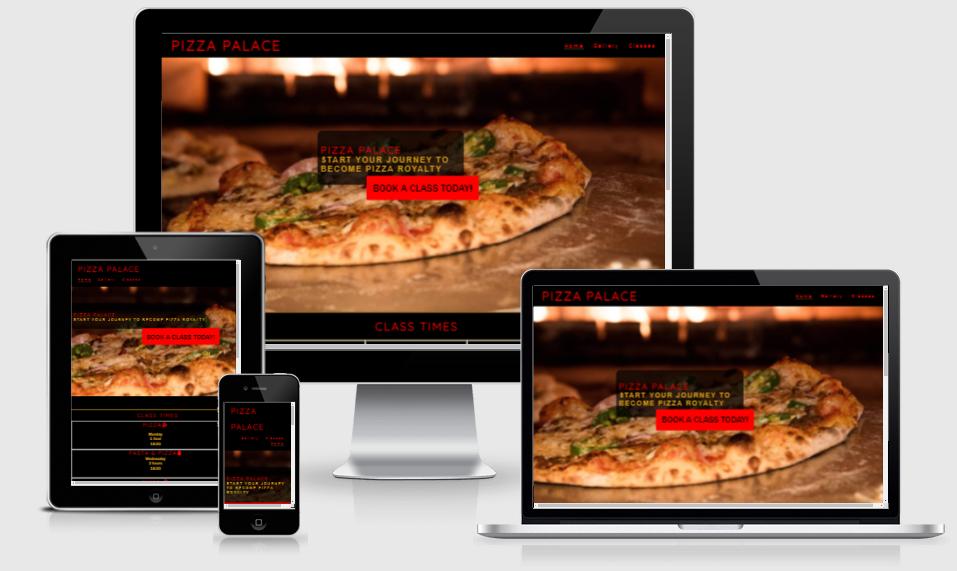 PIZZA PALACE
Home Gallery Classes
PIZZA PALACE
START YOUR JOURNEY TO
BECOME PIZZA ROYALTY
BOOK A CLASS TODAY!
CLASS TIMES
PIZZA PALACE
Home Gallery Classes
PIZZA PALACE
START YOUR JOURNEY TO BECOME PIZZA ROYALTY
BOOK A CLASS TODAY!
CLASS TIMES
PIZZA
Monday
18:00
PASTA & PIZZA
Wednesday
2 hours
18:00
PIZZA
PALACE
Gallery Classes
Home
PIZZA PALACE
START YOUR JOURNEY
TO BECOME PIZZA
ROYALTY
PIZZA PALACE
Home Gallery Classes
PIZZA PALACE
START YOUR JOURNEY TO
BECOME PIZZA ROYALTY
BOOK A CLASS TODAY!